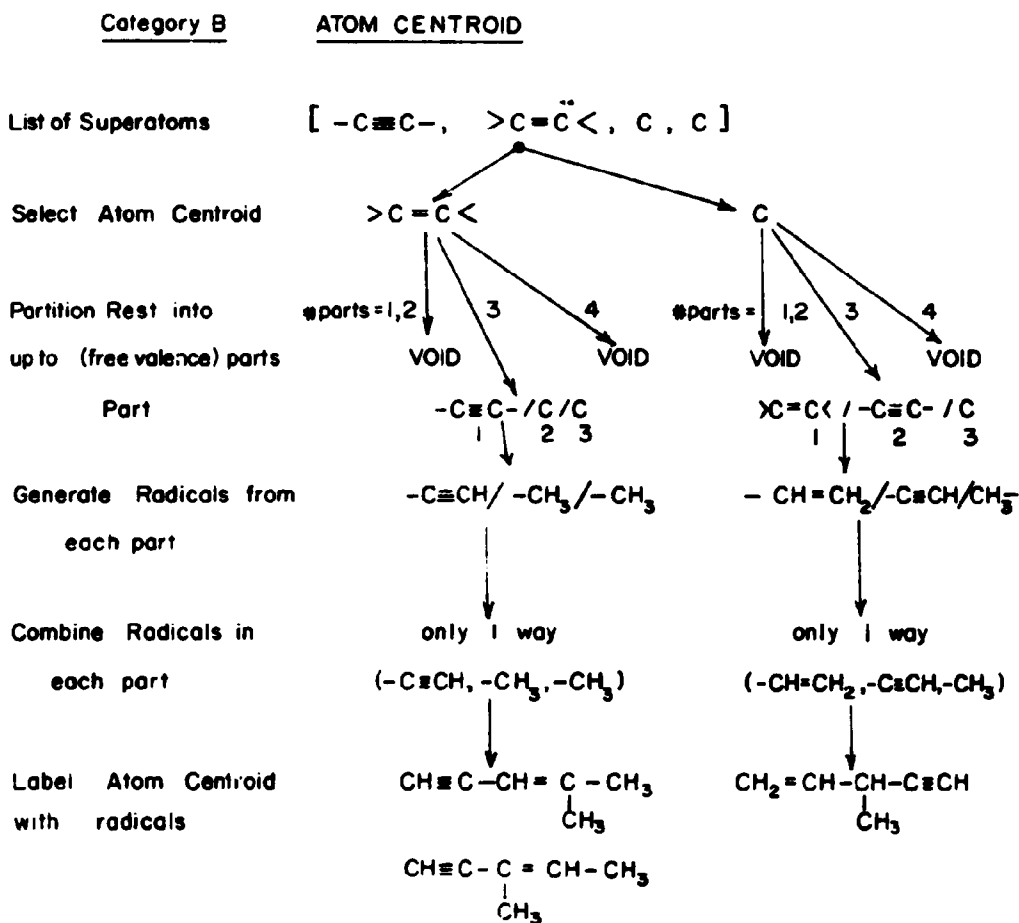 Category B ATOM CENTROID
List of Superatoms [ -C≡C-, >C=C̈<, C, C ]
Select Atom Centroid >C=C< C
Partition Rest into #parts=1,2 3 4 #parts= 1,2 3 4
up to (free valence) parts VOID VOID VOID VOID
Part -C≡C-/C/C >C=C</-C≡C-/C
1 2 3 1 2 3
Generate Radicals from -C≡CH/-CH₃/-CH₃ -CH=CH₂/-C≡CH/CH₃-
each part
Combine Radicals in only 1 way only 1 way
each part (-C≡CH,-CH₃,-CH₃) (-CH=CH₂,-C≡CH,-CH₃)
Label Atom Centroid CH≡C-CH=C-CH₃ CH₂=CH-CH-C≡CH
with radicals CH₃ CH₃
CH≡C-C=CH-CH₃
CH₃